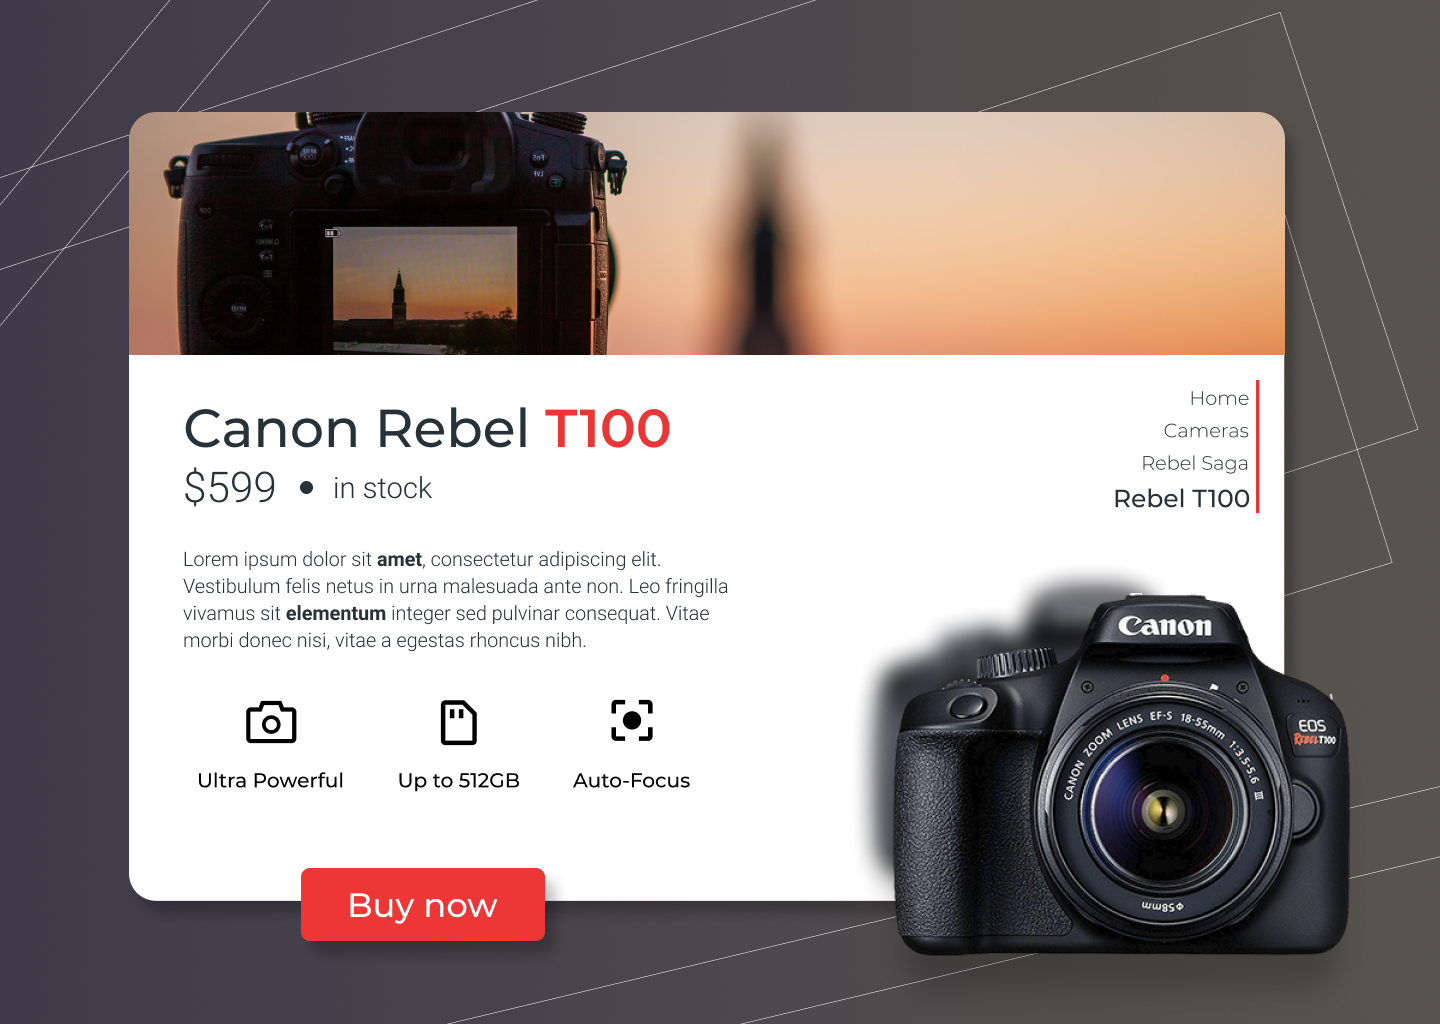 Canon Rebel T100
$599 • in stock
Lorem ipsum dolor sit amet, consectetur adipiscing elit.
Vestibulum felis netus in urna malesuada ante non. Leo fringilla
vivamus sit elementum integer sed pulvinar consequat. Vitae
morbi donec nisi, vitae a egestas rhoncus nibh.
Ultra Powerful
Up to 512GB
Auto-Focus
Buy now
Home
Cameras
Rebel Saga
Rebel T100
Canon
CANON ZOOM LENS EF-S 18-55mm 1:3.5-5.6 III
EOS
REBEL T100
φ58mm